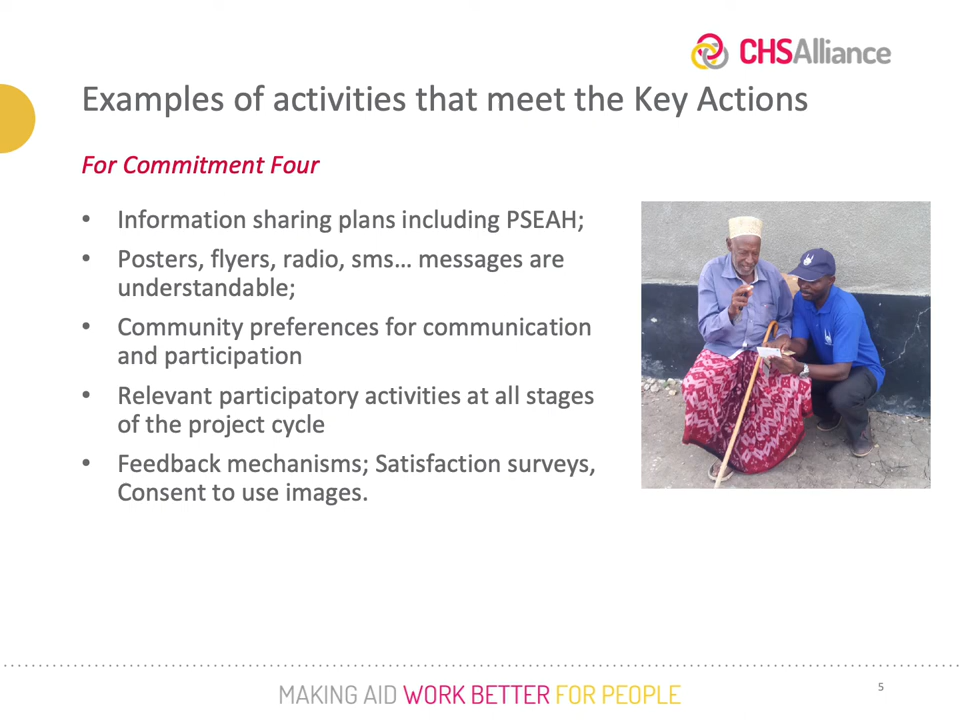 CHSAlliance
Examples of activities that meet the Key Actions
For Commitment Four
• Information sharing plans including PSEAH;
• Posters, flyers, radio, sms... messages are
understandable;
• Community preferences for communication
and participation
• Relevant participatory activities at all stages
of the project cycle
• Feedback mechanisms; Satisfaction surveys,
Consent to use images.
MAKING AID WORK BETTER FOR PEOPLE
5